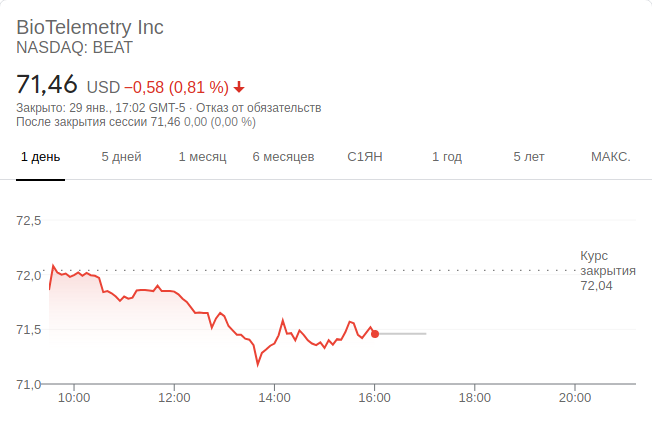 BioTelemetry Inc
NASDAQ: BEAT
71,46 USD −0,58 (0,81 %)
Закрыто: 29 янв., 17:02 GMT-5 · Отказ от обязательств
После закрытия сессии 71,46 0,00 (0,00 %)
1 день 5 дней 1 месяц 6 месяцев С1ЯН 1 год 5 лет МАКС.
72,5
72,0
71,5
71,0
Курс
закрытия
72,04
10:00 12:00 14:00 16:00 18:00 20:00